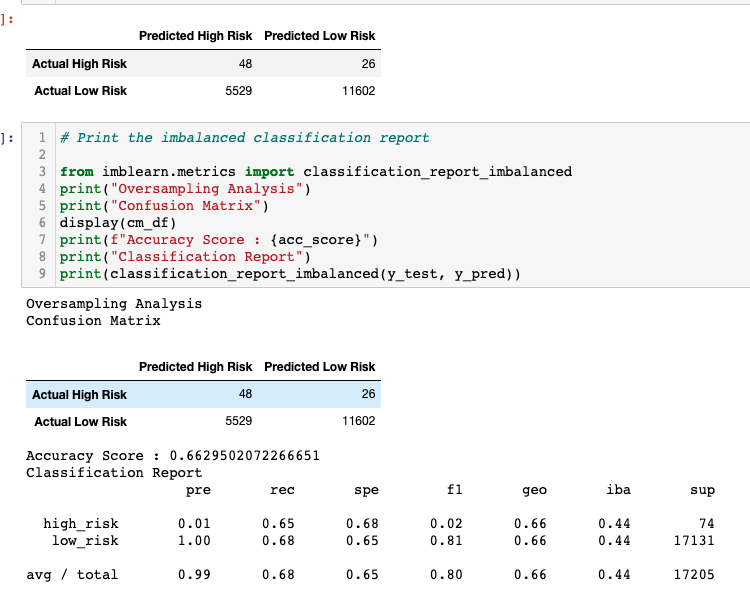 ]:
Predicted High Risk Predicted Low Risk
Actual High Risk 48 26
Actual Low Risk 5529 11602
]:
1 # Print the imbalanced classification report
2
3 from imblearn.metrics import classification_report_imbalanced
4 print("Oversampling Analysis")
5 print("Confusion Matrix")
6 display(cm_df)
7 print(f"Accuracy Score : {acc_score}")
8 print("Classification Report")
9 print(classification_report_imbalanced(y_test, y_pred))
Oversampling Analysis
Confusion Matrix
Predicted High Risk Predicted Low Risk
Actual High Risk 48 26
Actual Low Risk 5529 11602
Accuracy Score : 0.6629502072266651
Classification Report
pre rec spe f1 geo iba sup
high_risk 0.01 0.65 0.68 0.02 0.66 0.44 74
low_risk 1.00 0.68 0.65 0.81 0.66 0.44 17131
avg / total 0.99 0.68 0.65 0.80 0.66 0.44 17205